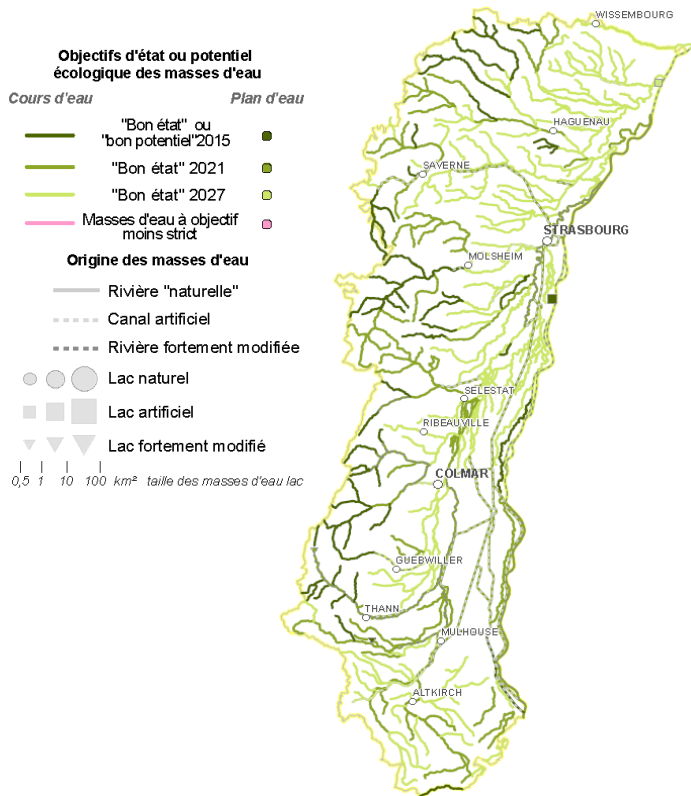 Objectifs d'état ou potentiel
écologique des masses d'eau
Cours d'eau Plan d'eau
"Bon état" ou
"bon potentiel"2015
"Bon état" 2021
"Bon état" 2027
Masses d'eau à objectif
moins strict
Origine des masses d'eau
Rivière "naturelle"
Canal artificiel
Rivière fortement modifiée
Lac naturel
Lac artificiel
Lac fortement modifié
0,5 1 10 100 km² taille des masses d'eau lac
WISSEMBOURG
HAGUENAU
SAVERNE
STRASBOURG
MOLSHEIM
SELESTAT
RIBEAUVILLE
COLMAR
GUEBWILLER
THANN
MULHOUSE
ALTKIRCH